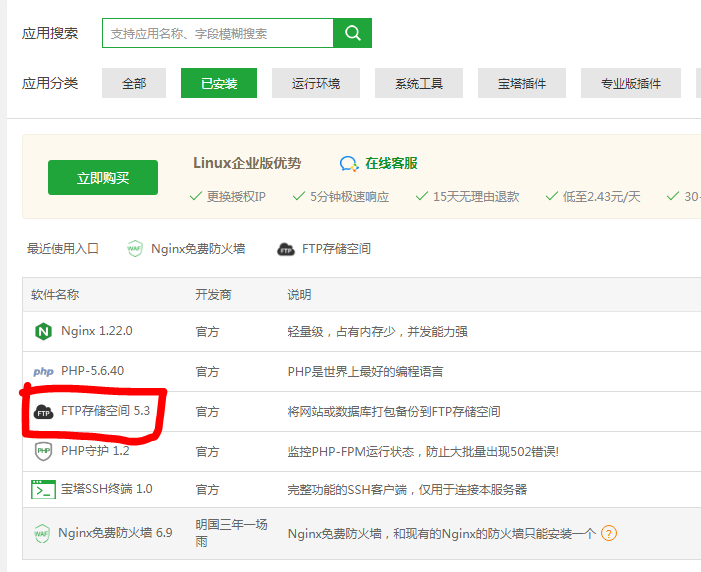 应用搜索 支持应用名称、字段模糊搜索
应用分类 全部 已安装 运行环境 系统工具 宝塔插件 专业版插件
立即购买 Linux企业版优势 在线客服
更换授权IP 5分钟极速响应 15天无理由退款 低至2.43元/天 30-
最近使用入口 WAF Nginx免费防火墙 FTP FTP存储空间
软件名称 开发商 说明
N Nginx 1.22.0 官方 轻量级，占有内存少，并发能力强
php PHP-5.6.40 官方 PHP是世界上最好的编程语言
FTP FTP存储空间 5.3 官方 将网站或数据库打包备份到FTP存储空间
PHP PHP守护 1.2 官方 监控PHP-FPM运行状态，防止大批量出现502错误!
宝塔SSH终端 1.0 官方 完整功能的SSH客户端，仅用于连接本服务器
WAF Nginx免费防火墙 6.9 明国三年一场雨 Nginx免费防火墙，和现有的Nginx的防火墙只能安装一个 ?